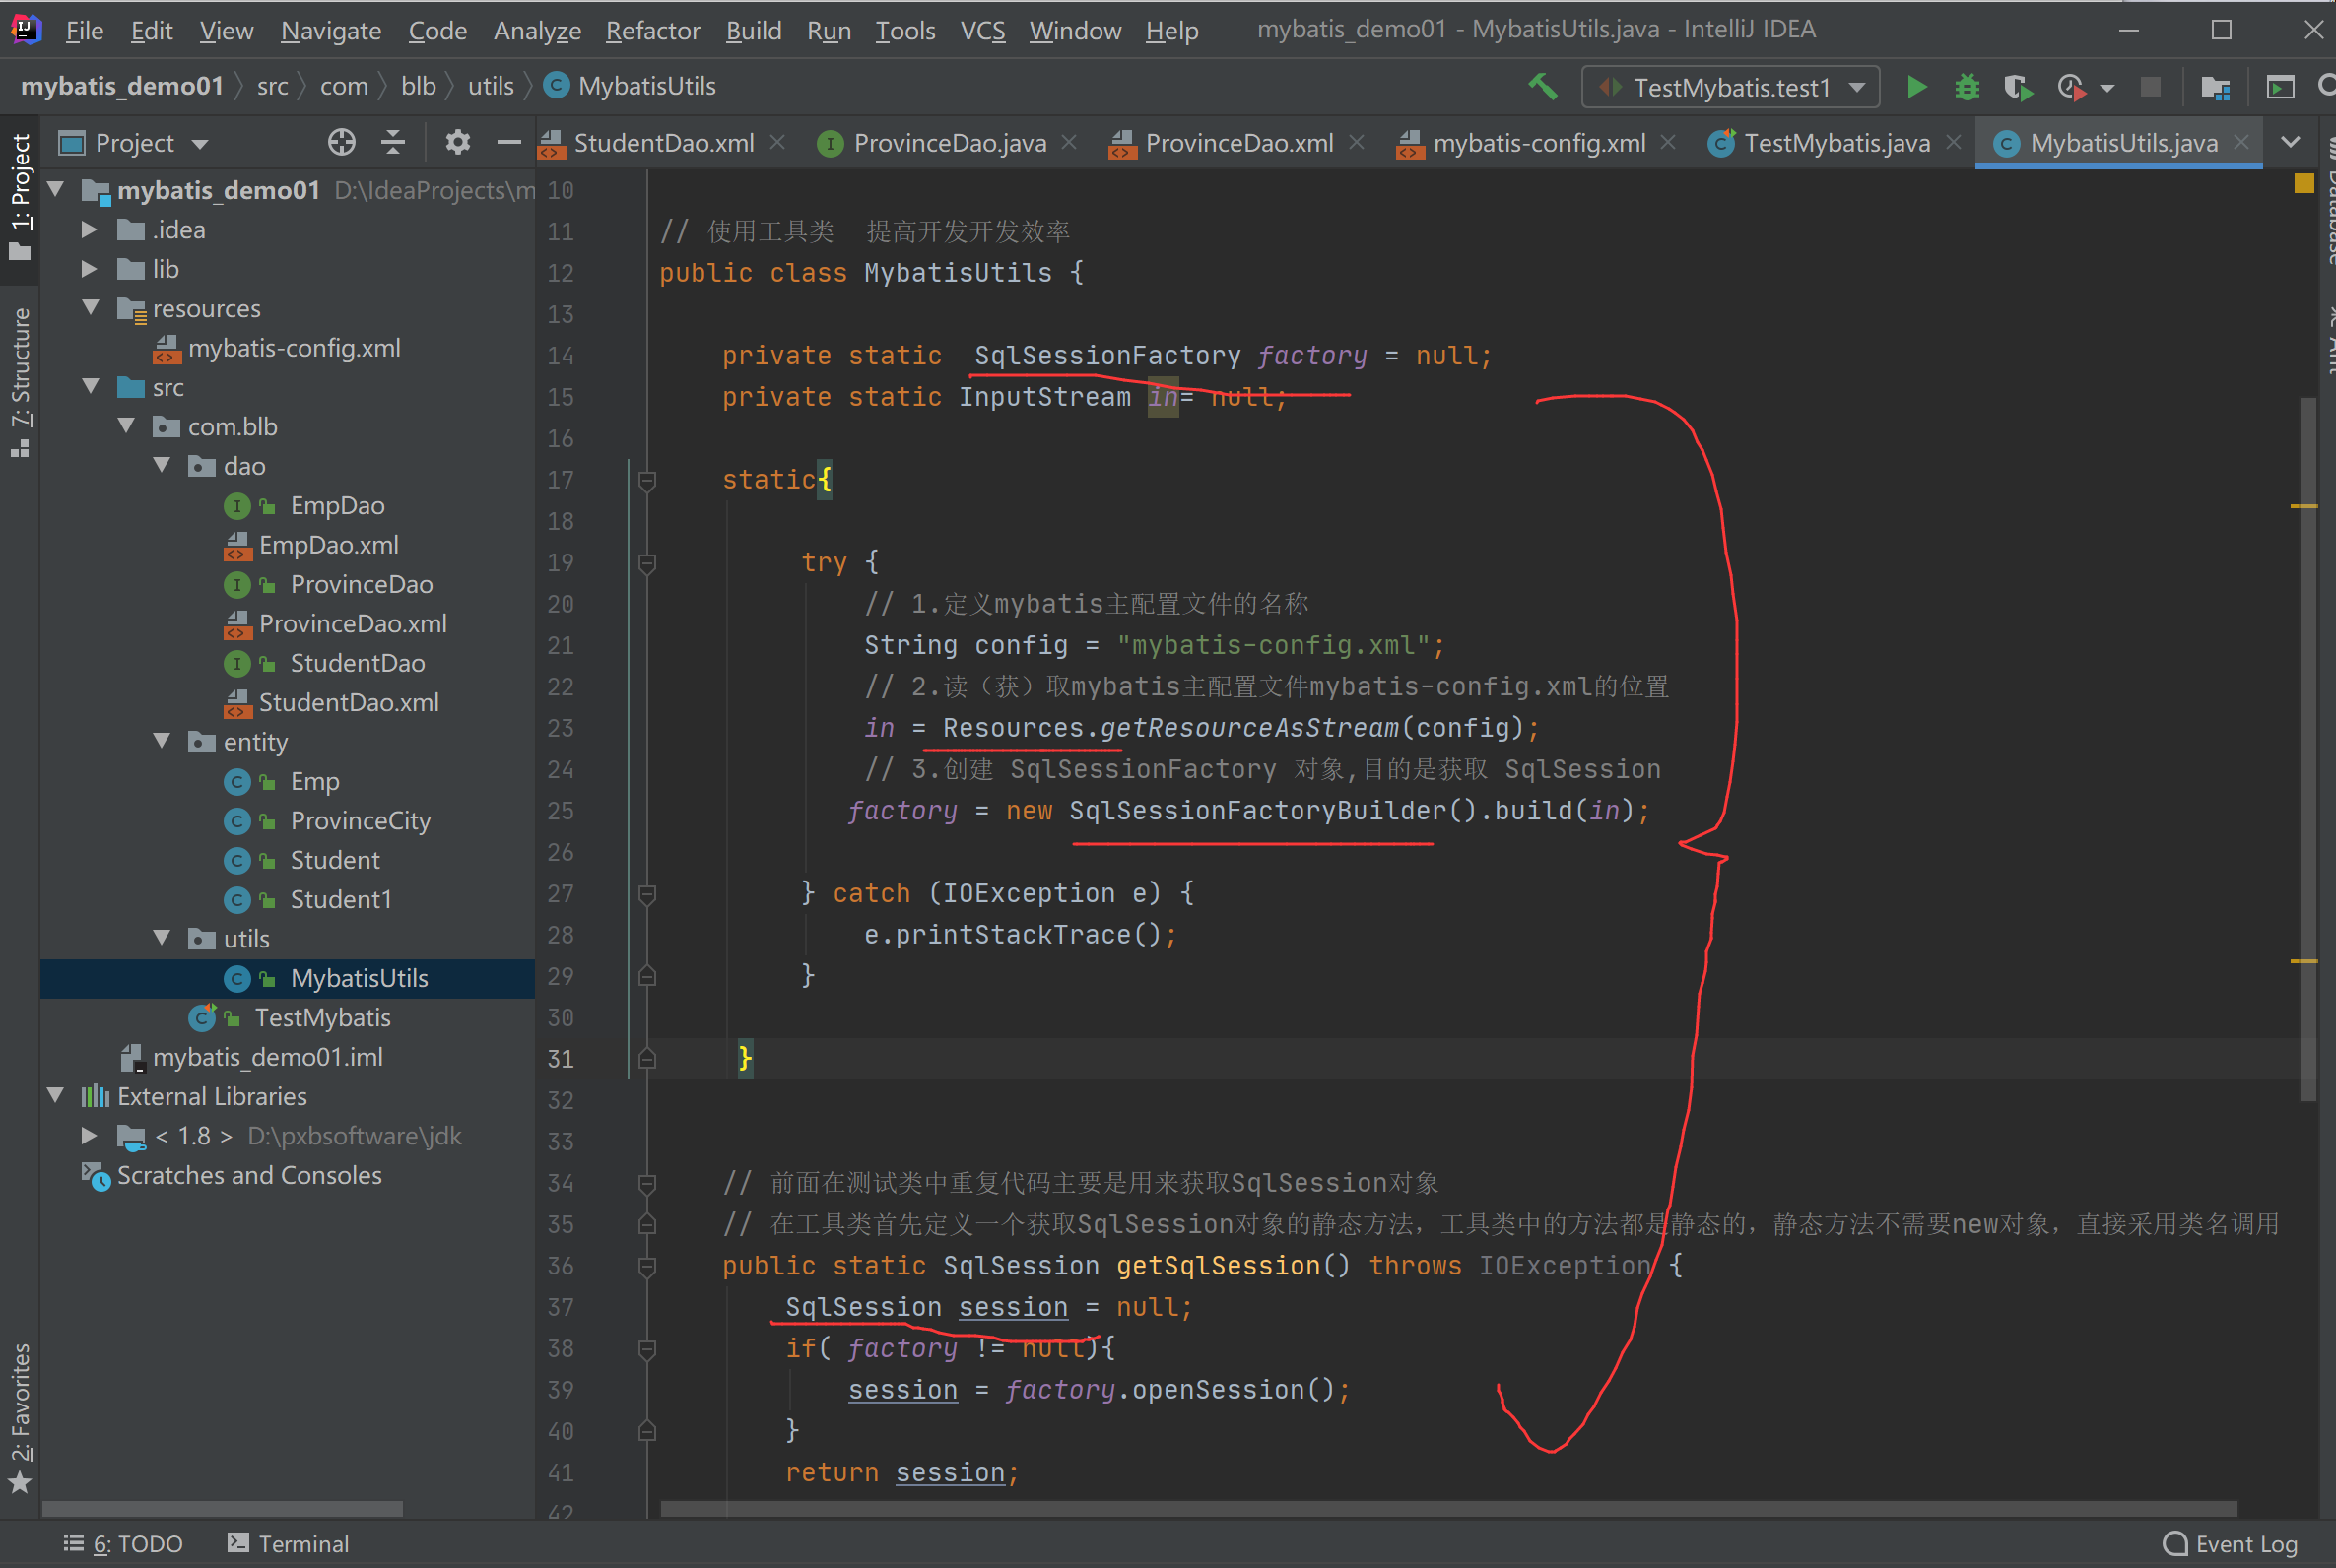 File Edit View Navigate Code Analyze Refactor Build Run Tools VCS Window Help mybatis_demo01 - MybatisUtils.java - IntelliJ IDEA
mybatis_demo01 src com blb utils MybatisUtils TestMybatis.test1
Project StudentDao.xml ProvinceDao.java ProvinceDao.xml mybatis-config.xml TestMybatis.java MybatisUtils.java
1: Project
7: Structure
2: Favorites
Database
Ant
mybatis_demo01 D:\IdeaProjects\m
.idea
lib
resources
mybatis-config.xml
src
com.blb
dao
EmpDao
EmpDao.xml
ProvinceDao
ProvinceDao.xml
StudentDao
StudentDao.xml
entity
Emp
ProvinceCity
Student
Student1
utils
MybatisUtils
TestMybatis
mybatis_demo01.iml
External Libraries
< 1.8 > D:\pxbsoftware\jdk
Scratches and Consoles
10
11 // 使用工具类 提高开发开发效率
12 public class MybatisUtils {
13
14 private static SqlSessionFactory factory = null;
15 private static InputStream in= null;
16
17 static{
18
19 try {
20 // 1.定义mybatis主配置文件的名称
21 String config = "mybatis-config.xml";
22 // 2.读（获）取mybatis主配置文件mybatis-config.xml的位置
23 in = Resources.getResourceAsStream(config);
24 // 3.创建 SqlSessionFactory 对象,目的是获取 SqlSession
25 factory = new SqlSessionFactoryBuilder().build(in);
26
27 } catch (IOException e) {
28 e.printStackTrace();
29 }
30
31 }
32
33
34 // 前面在测试类中重复代码主要是用来获取SqlSession对象
35 // 在工具类首先定义一个获取SqlSession对象的静态方法，工具类中的方法都是静态的，静态方法不需要new对象，直接采用类名调用
36 public static SqlSession getSqlSession() throws IOException {
37 SqlSession session = null;
38 if( factory != null){
39 session = factory.openSession();
40 }
41 return session;
42
6: TODO Terminal Event Log